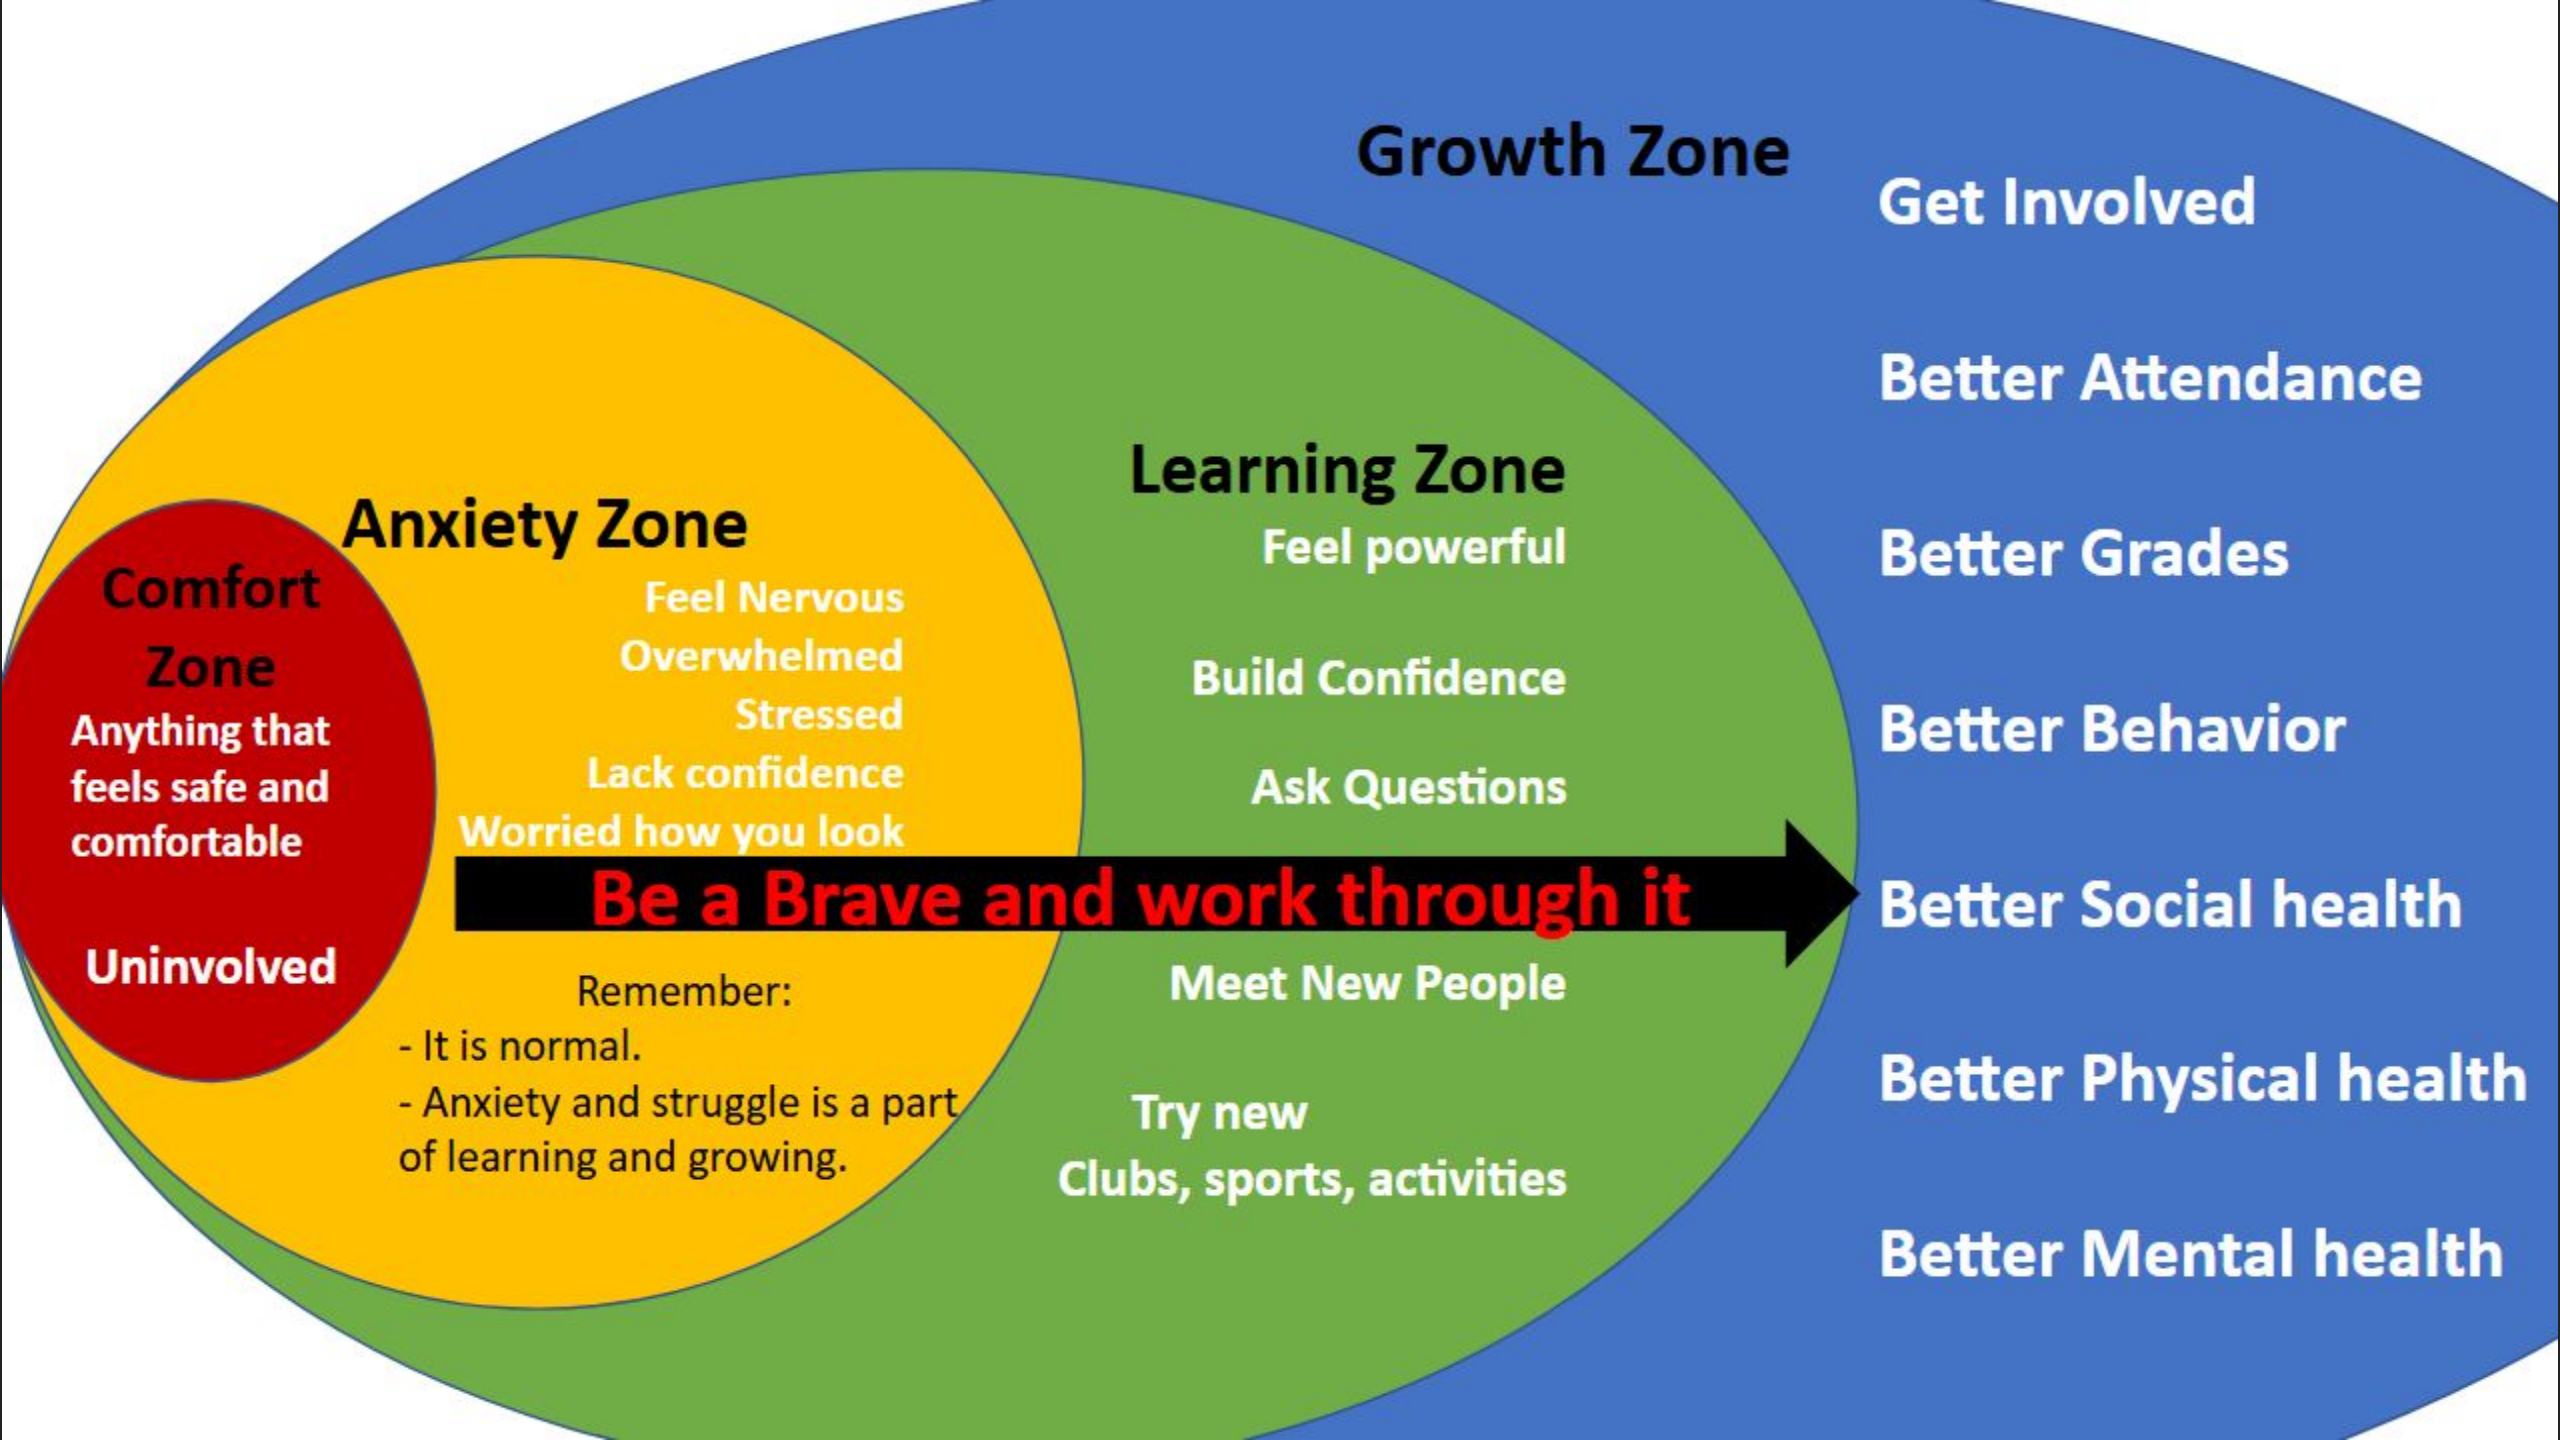 Growth Zone
Get Involved
Better Attendance
Better Grades
Better Behavior
Better Social health
Better Physical health
Better Mental health
Learning Zone
Feel powerful
Build Confidence
Ask Questions
Meet New People
Try new
Clubs, sports, activities
Anxiety Zone
Feel Nervous
Overwhelmed
Stressed
Lack confidence
Worried how you look
Be a Brave and work through it
Remember:
- It is normal.
- Anxiety and struggle is a part
of learning and growing.
Comfort
Zone
Anything that
feels safe and
comfortable
Uninvolved